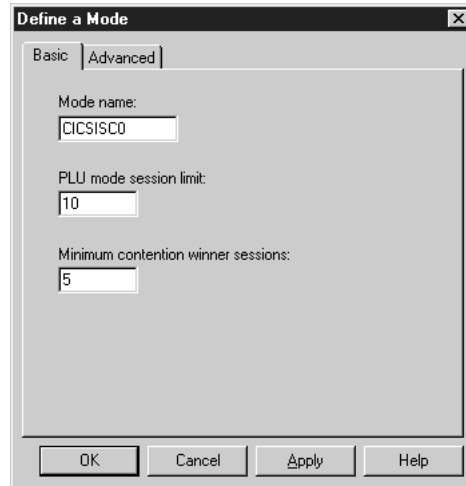 Define a Mode
Basic Advanced
Mode name:
CICSISC0
PLU mode session limit:
10
Minimum contention winner sessions:
5
OK Cancel Apply Help